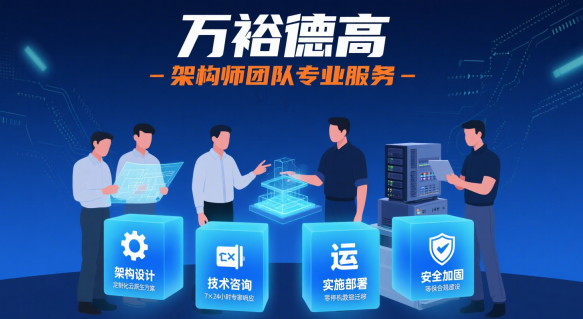 万裕德高
架构师团队专业服务
架构设计
定制化云原生方案
技术咨询
7×24小时专家响应
运
实施部署
零停机数据迁移
安全加固
等保合规建设